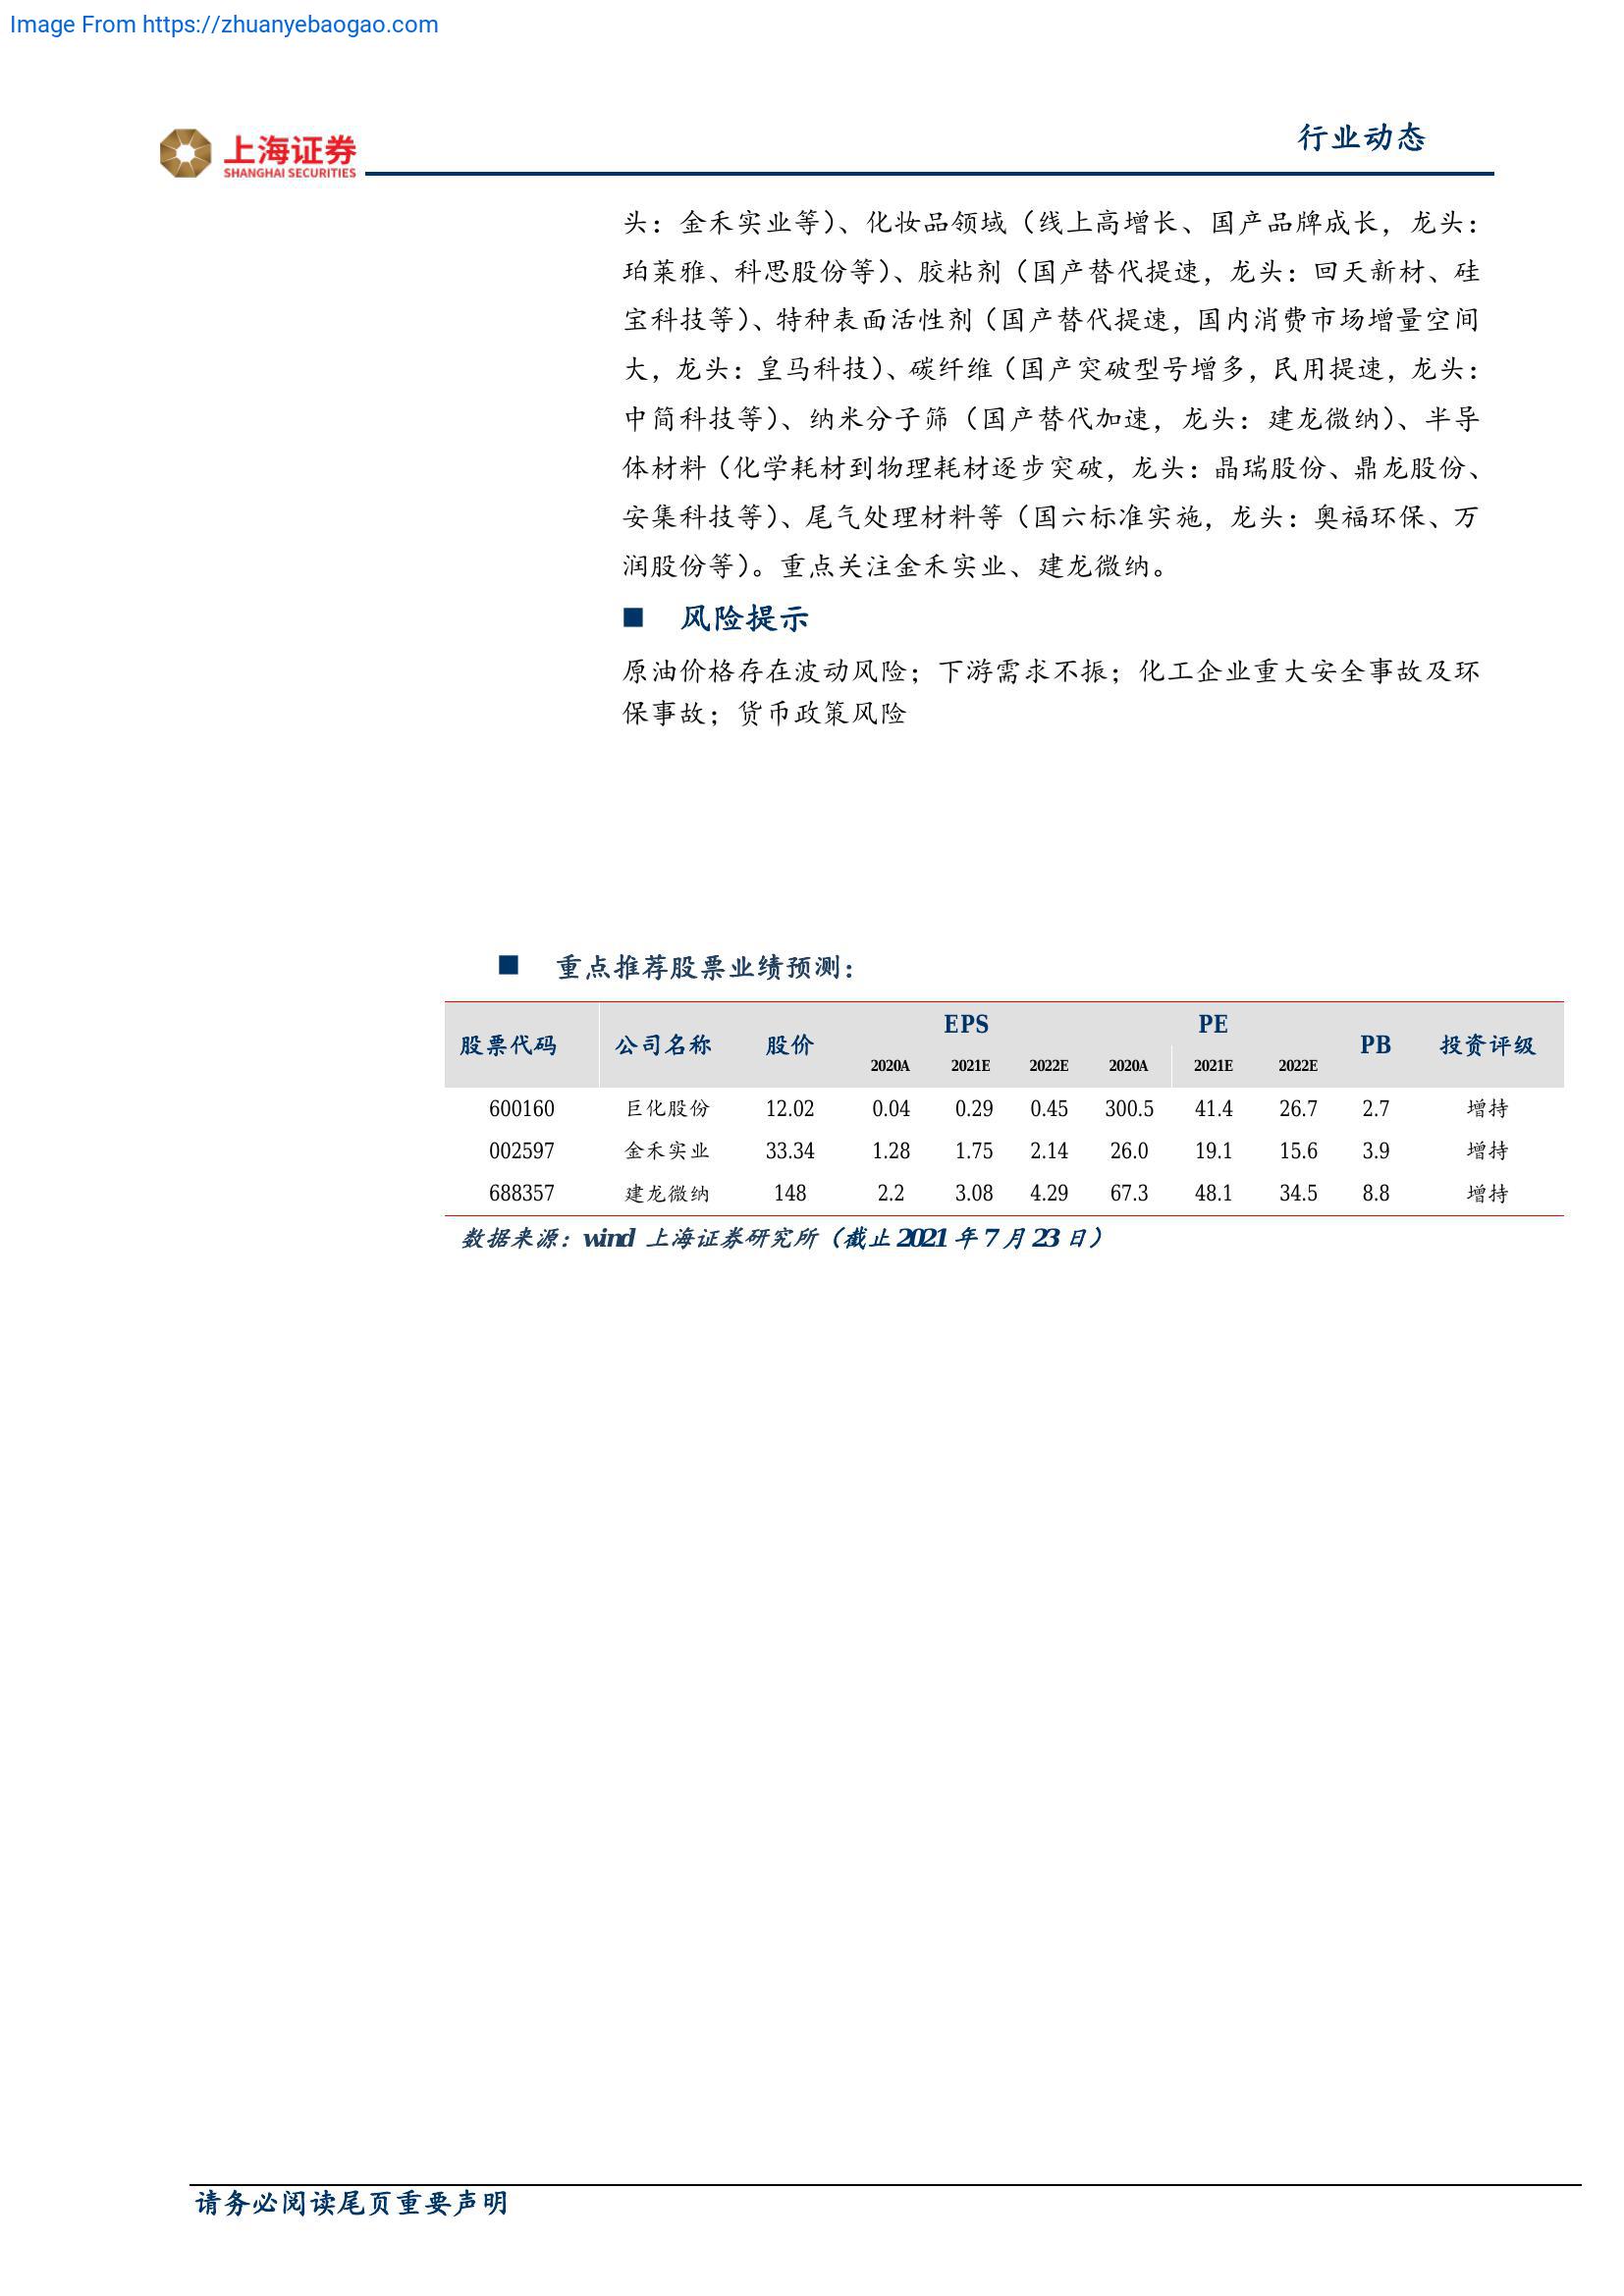 Image From https://zhuanyebaogao.com
上海证券
SHANGHAI SECURITIES
行业动态
头：金禾实业等）、化妆品领域（线上高增长、国产品牌成长，龙头：
珀莱雅、科思股份等）、胶粘剂（国产替代提速，龙头：回天新材、硅
宝科技等）、特种表面活性剂（国产替代提速，国内消费市场增量空间
大，龙头：皇马科技）、碳纤维（国产突破型号增多，民用提速，龙头：
中简科技等）、纳米分子筛（国产替代加速，龙头：建龙微纳）、半导
体材料（化学耗材到物理耗材逐步突破，龙头：晶瑞股份、鼎龙股份、
安集科技等）、尾气处理材料等（国六标准实施，龙头：奥福环保、万
润股份等）。重点关注金禾实业、建龙微纳。
■ 风险提示
原油价格存在波动风险；下游需求不振；化工企业重大安全事故及环
保事故；货币政策风险
■ 重点推荐股票业绩预测：
股票代码 公司名称 股价 EPS PE PB 投资评级
2020A 2021E 2022E 2020A 2021E 2022E
600160 巨化股份 12.02 0.04 0.29 0.45 300.5 41.4 26.7 2.7 增持
002597 金禾实业 33.34 1.28 1.75 2.14 26.0 19.1 15.6 3.9 增持
688357 建龙微纳 148 2.2 3.08 4.29 67.3 48.1 34.5 8.8 增持
数据来源：wind 上海证券研究所（截止 2021 年 7 月 23 日）
请务必阅读尾页重要声明